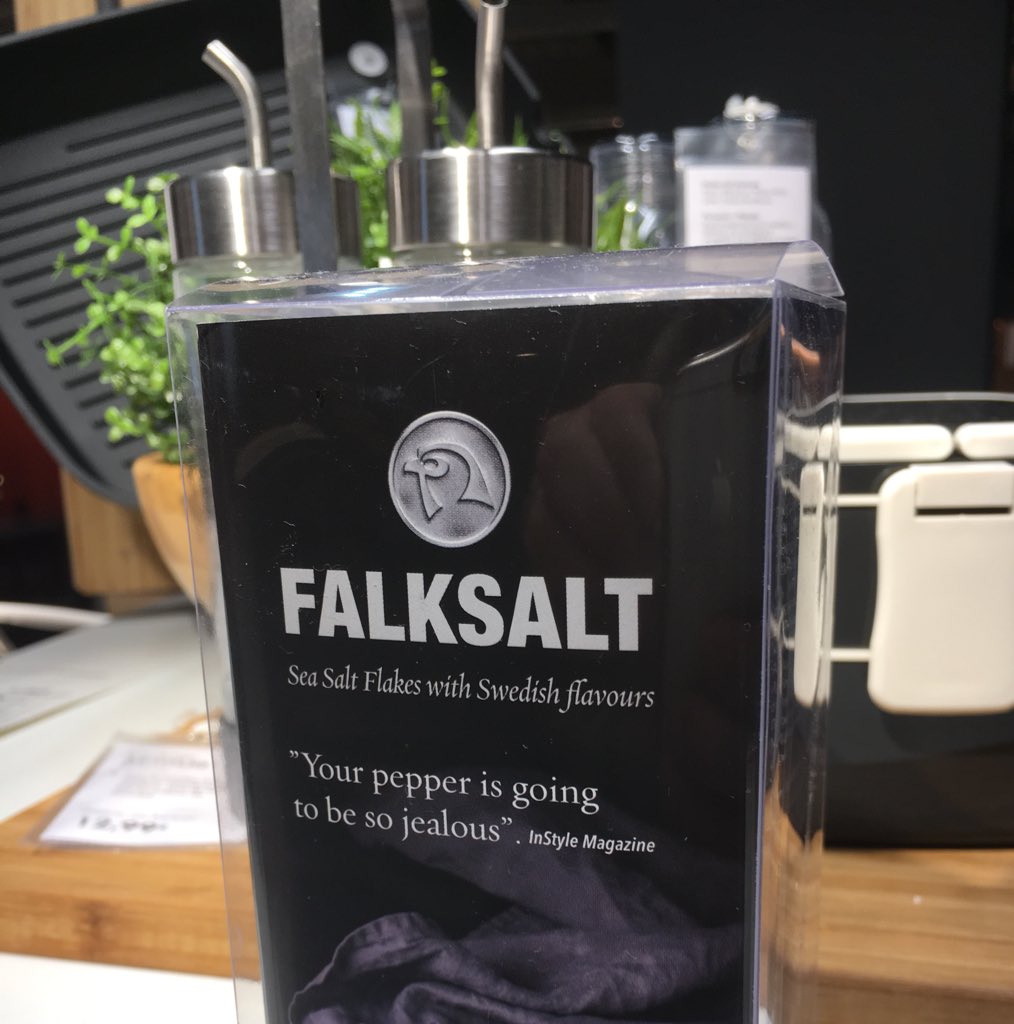 FALKSALT
Sea Salt Flakes with Swedish flavours
"Your pepper is going
to be so jealous". InStyle Magazine